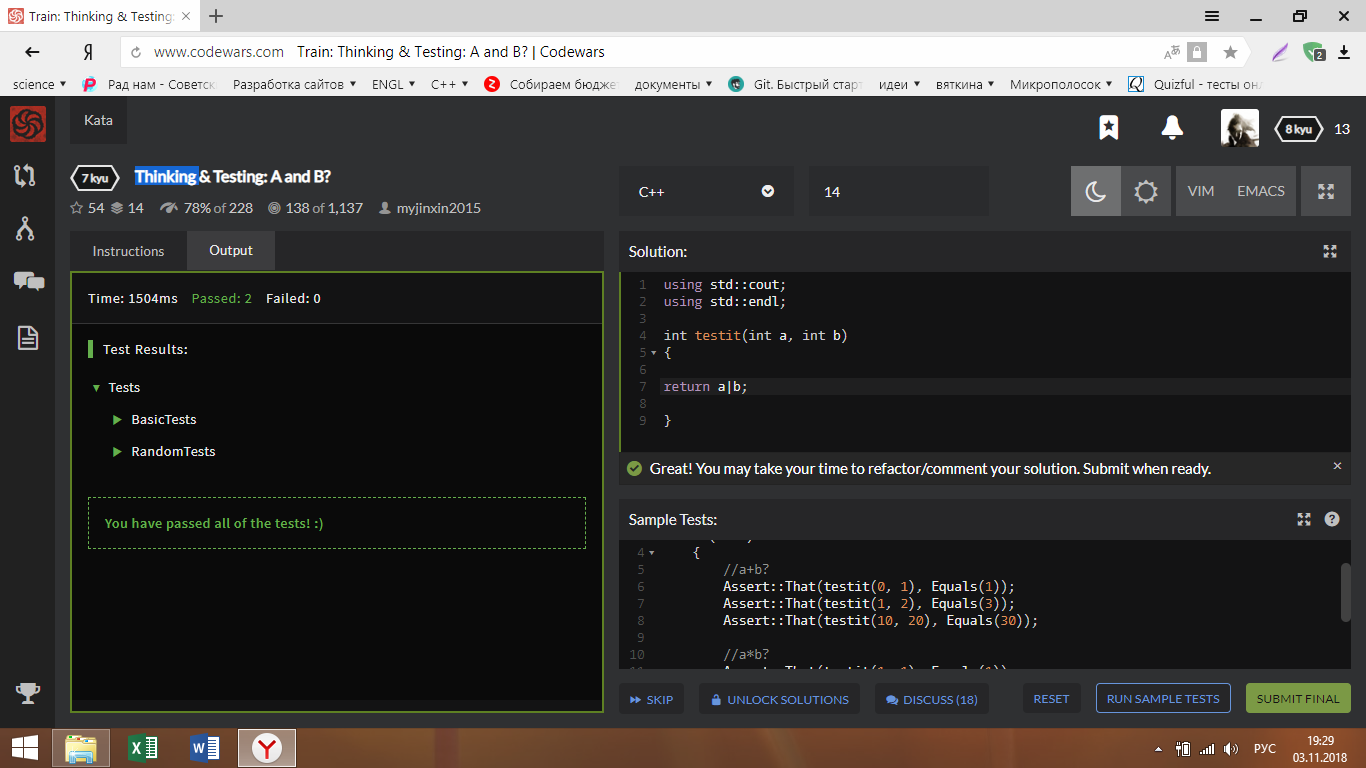 Train: Thinking & Testing:
www.codewars.com Train: Thinking & Testing: A and B? | Codewars
2
science Рад нам - Советск Разработка сайтов ENGL C++ Собираем бюдже документы Git. Быстрый старт идеи вяткина Микрополосок Quizful - тесты онл
Kata
8 kyu 13
7 kyu Thinking & Testing: A and B?
54 14 78% of 228 138 of 1,137 myjinxin2015
C++ 14 VIM EMACS
Instructions Output
Time: 1504ms Passed: 2 Failed: 0
Test Results:
Tests
BasicTests
RandomTests
You have passed all of the tests! :)
Solution:
1 using std::cout;
2 using std::endl;
3
4 int testit(int a, int b)
5 {
6
7 return a|b;
8
9 }
Great! You may take your time to refactor/comment your solution. Submit when ready.
Sample Tests:
4 {
5 //a+b?
6 Assert::That(testit(0, 1), Equals(1));
7 Assert::That(testit(1, 2), Equals(3));
8 Assert::That(testit(10, 20), Equals(30));
9
10 //a*b?
SKIP UNLOCK SOLUTIONS DISCUSS (18) RESET RUN SAMPLE TESTS SUBMIT FINAL
РУС 19:29
03.11.2018